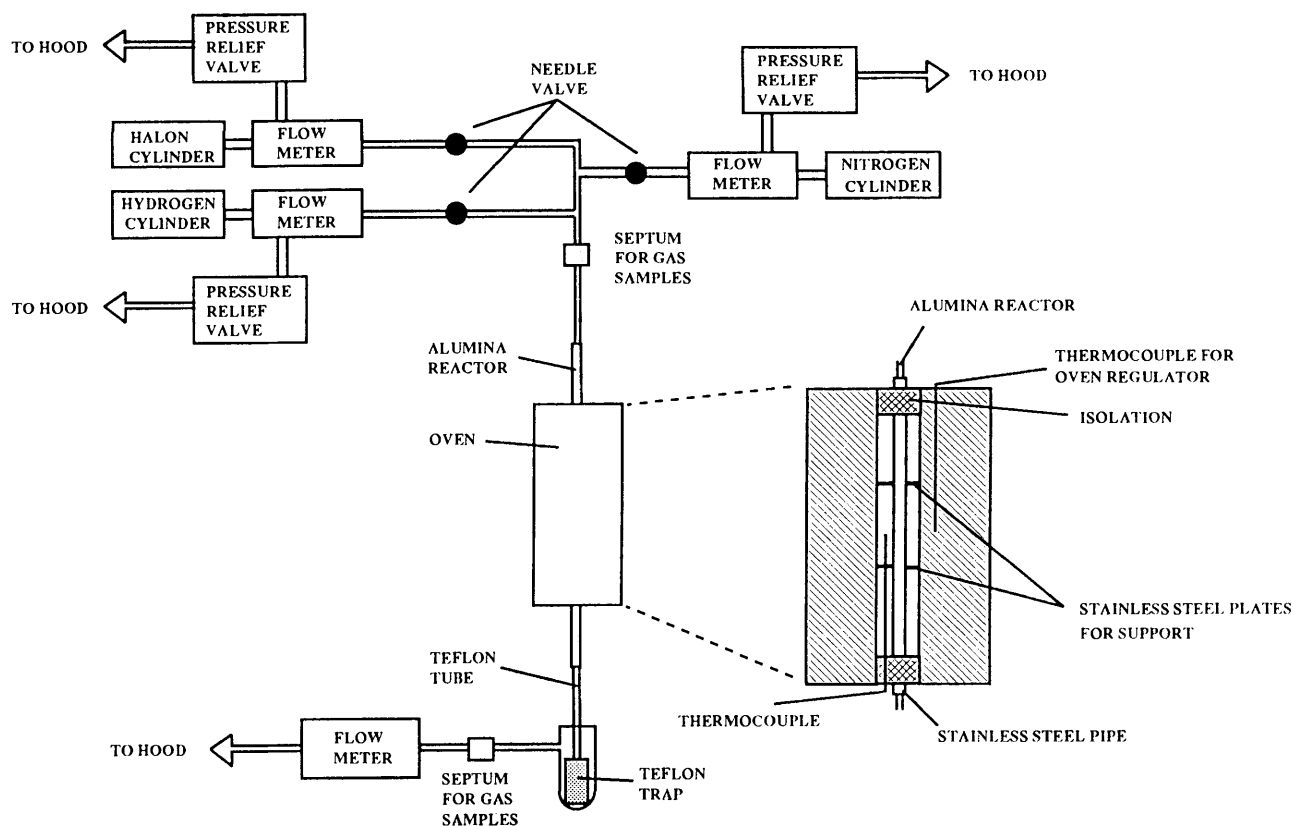 PRESSURE
RELIEF
VALVE
TO HOOD
NEEDLE
VALVE
PRESSURE
RELIEF
VALVE
TO HOOD
HALON
CYLINDER
FLOW
METER
FLOW
METER
NITROGEN
CYLINDER
HYDROGEN
CYLINDER
FLOW
METER
SEPTUM
FOR GAS
SAMPLES
TO HOOD
PRESSURE
RELIEF
VALVE
ALUMINA
REACTOR
ALUMINA REACTOR
THERMOCOUPLE FOR
OVEN REGULATOR
ISOLATION
OVEN
STAINLESS STEEL PLATES
FOR SUPPORT
TEFLON
TUBE
THERMOCOUPLE
STAINLESS STEEL PIPE
TO HOOD
FLOW
METER
SEPTUM
FOR GAS
SAMPLES
TEFLON
TRAP